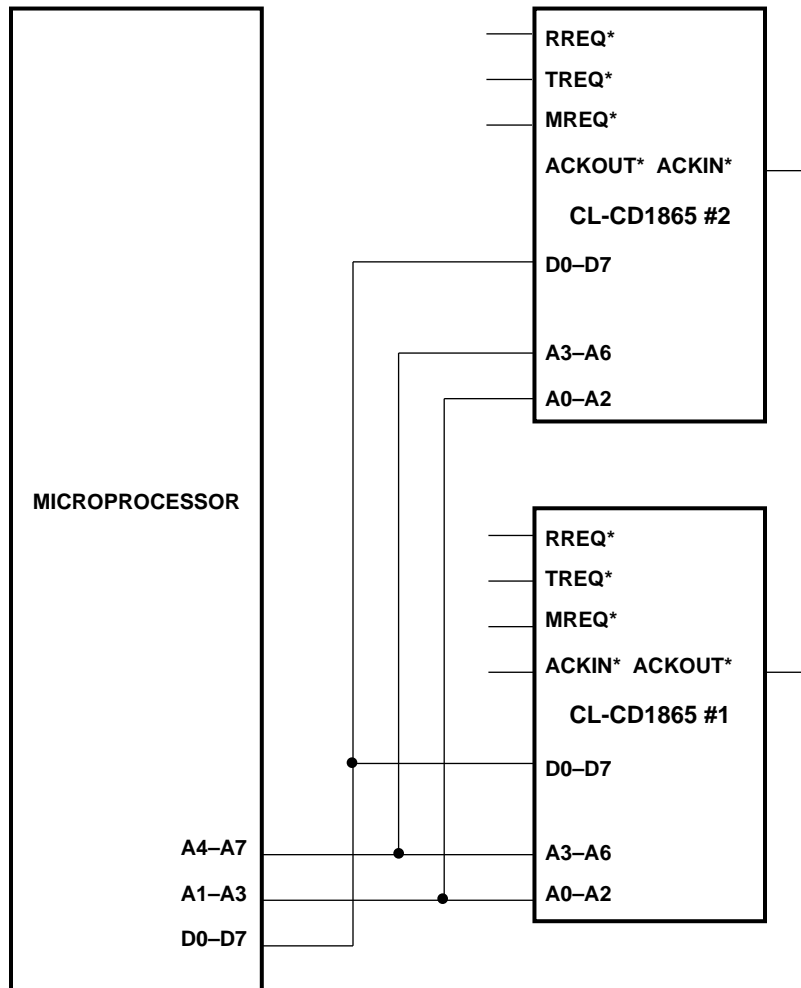 RREQ*
TREQ*
MREQ*
ACKOUT* ACKIN*
CL-CD1865 #2
D0–D7
A3–A6
A0–A2
MICROPROCESSOR
RREQ*
TREQ*
MREQ*
ACKIN* ACKOUT*
CL-CD1865 #1
D0–D7
A4–A7
A3–A6
A1–A3
A0–A2
D0–D7